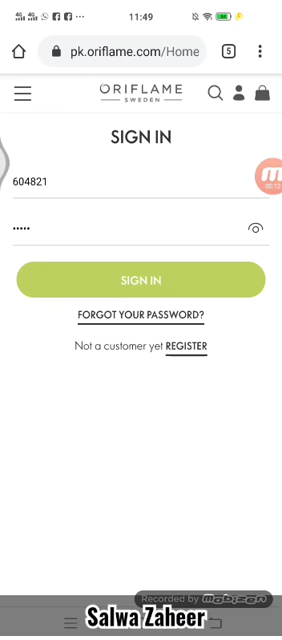 11:49
pk.oriflame.com/Home
5
ORIFLAME
SWEDEN
SIGN IN
604821
•••••
SIGN IN
FORGOT YOUR PASSWORD?
Not a customer yet REGISTER
Recorded by MOBIZEN
Salwa Zaheer